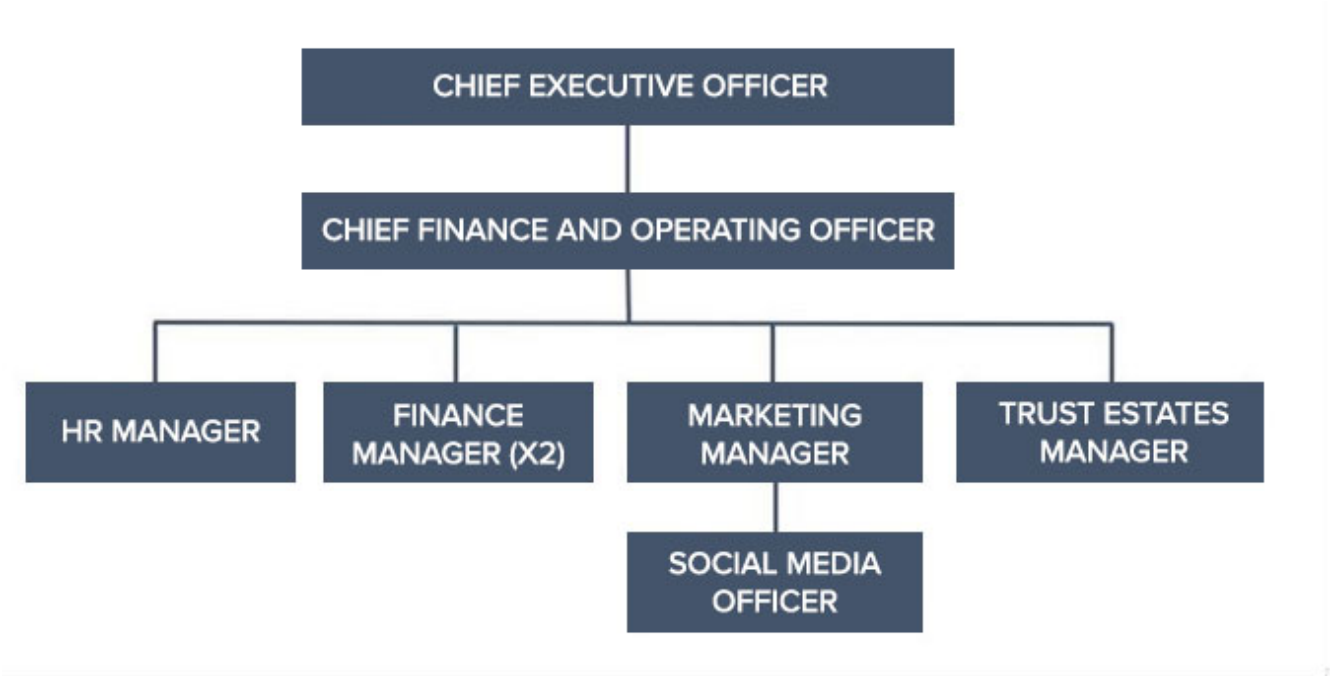 CHIEF EXECUTIVE OFFICER
CHIEF FINANCE AND OPERATING OFFICER
HR MANAGER
FINANCE
MANAGER (X2)
MARKETING
MANAGER
TRUST ESTATES
MANAGER
SOCIAL MEDIA
OFFICER